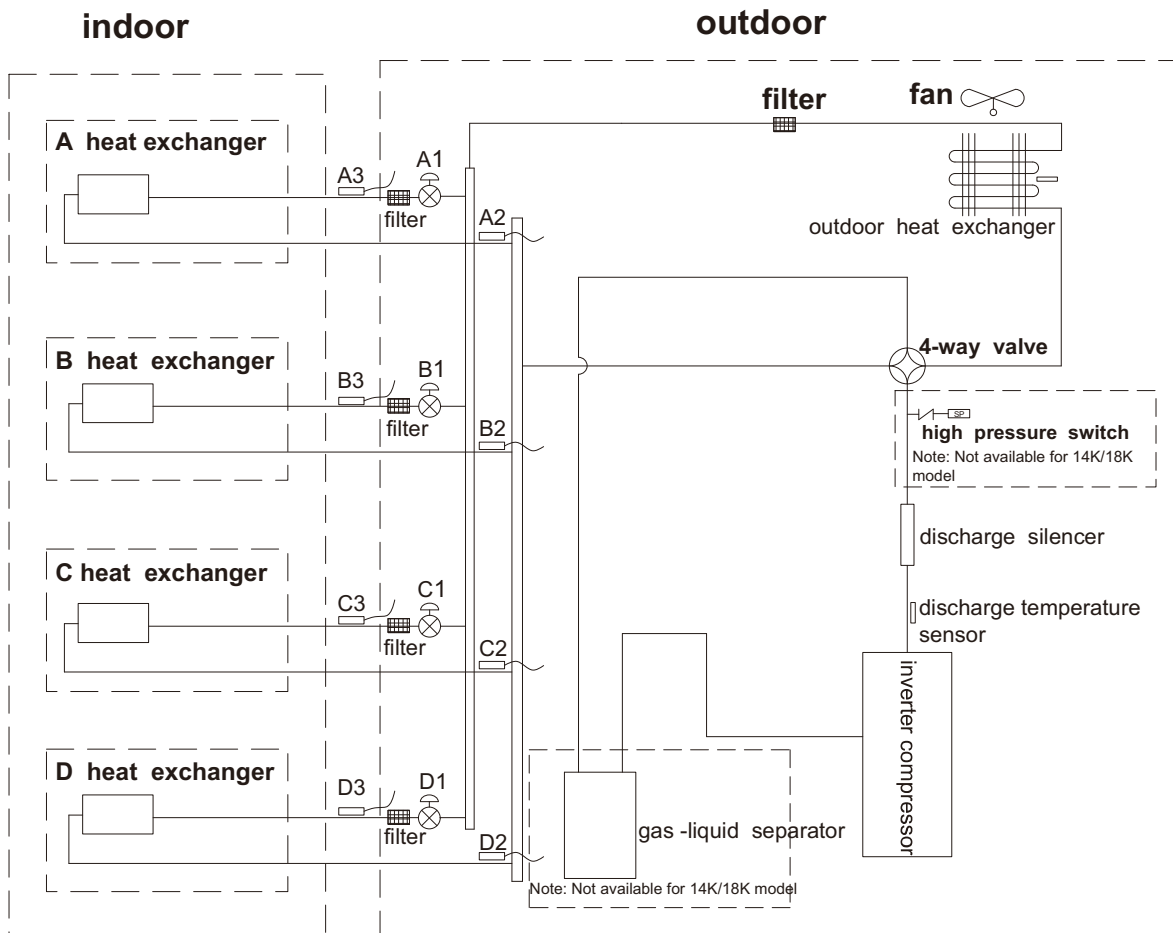 indoor
outdoor
filter
fan
A heat exchanger
A3
A1
filter
A2
outdoor heat exchanger
B heat exchanger
B3
B1
filter
B2
4-way valve
SP
high pressure switch
Note: Not available for 14K/18K
model
discharge silencer
C heat exchanger
C3
C1
filter
C2
discharge temperature
sensor
inverter compressor
D heat exchanger
D3
D1
filter
D2
gas -liquid separator
Note: Not available for 14K/18K model